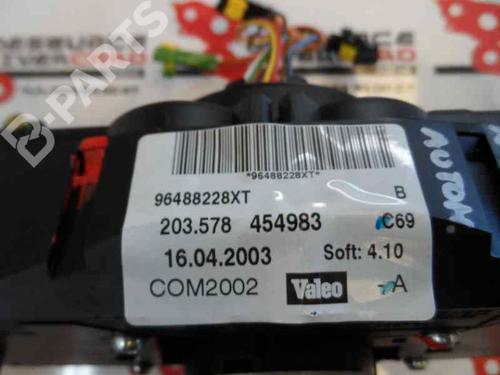 *96488228XT*
96488228XT B
203.578 454983 C69
16.04.2003 Soft: 4.10
COM2002 Valeo A
B-PARTS